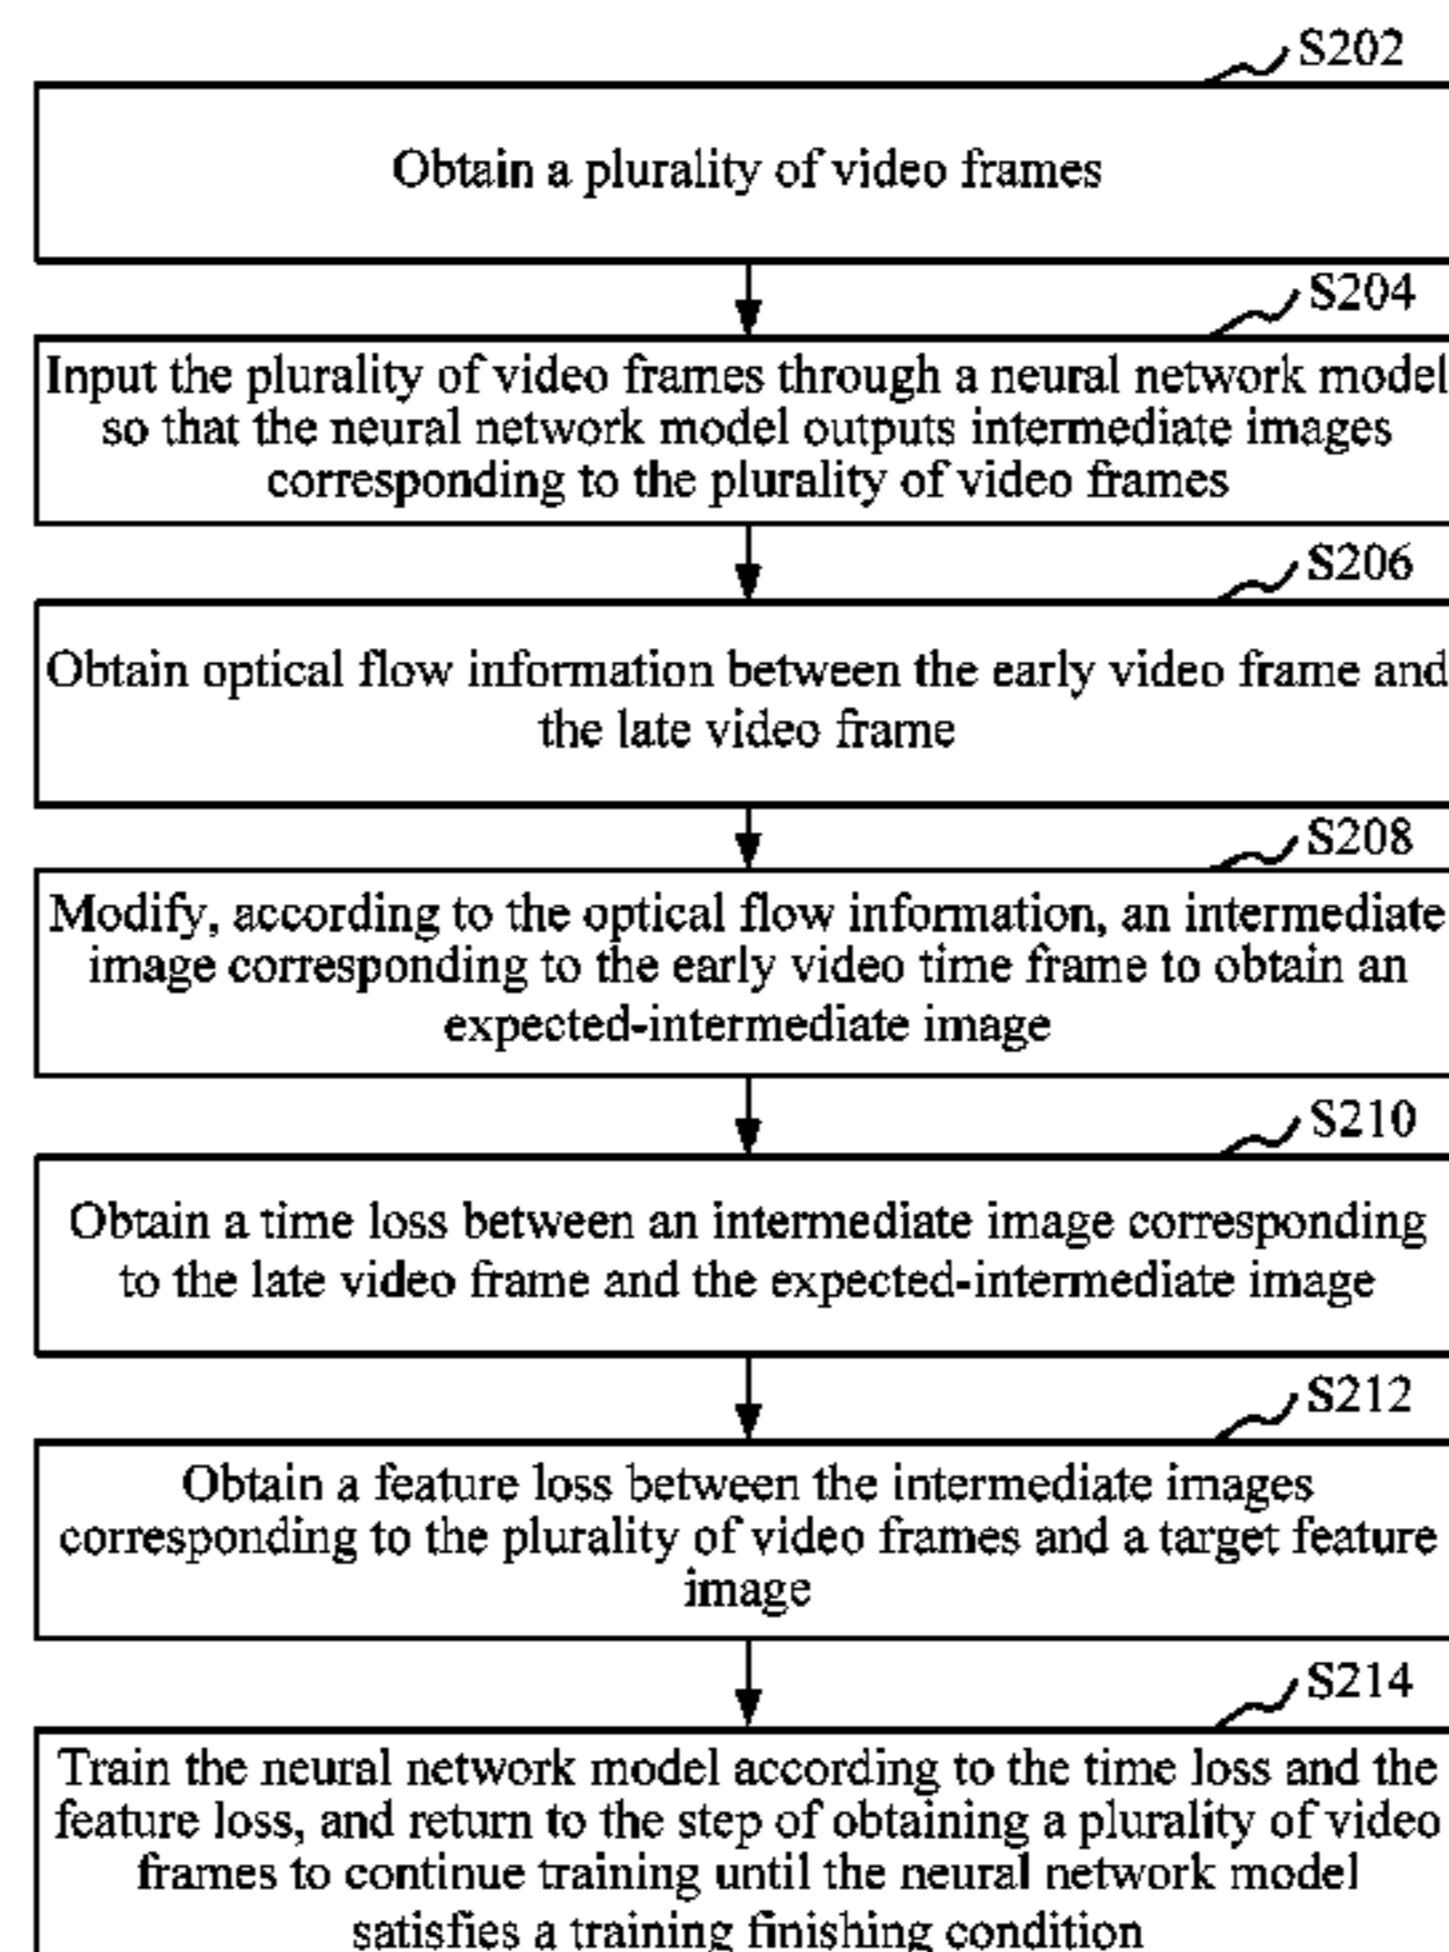 S202
Obtain a plurality of video frames
S204
Input the plurality of video frames through a neural network model
so that the neural network model outputs intermediate images
corresponding to the plurality of video frames
S206
Obtain optical flow information between the early video frame and
the late video frame
S208
Modify, according to the optical flow information, an intermediate
image corresponding to the early video time frame to obtain an
expected-intermediate image
S210
Obtain a time loss between an intermediate image corresponding
to the late video frame and the expected-intermediate image
S212
Obtain a feature loss between the intermediate images
corresponding to the plurality of video frames and a target feature
image
S214
Train the neural network model according to the time loss and the
feature loss, and return to the step of obtaining a plurality of video
frames to continue training until the neural network model
satisfies a training finishing condition